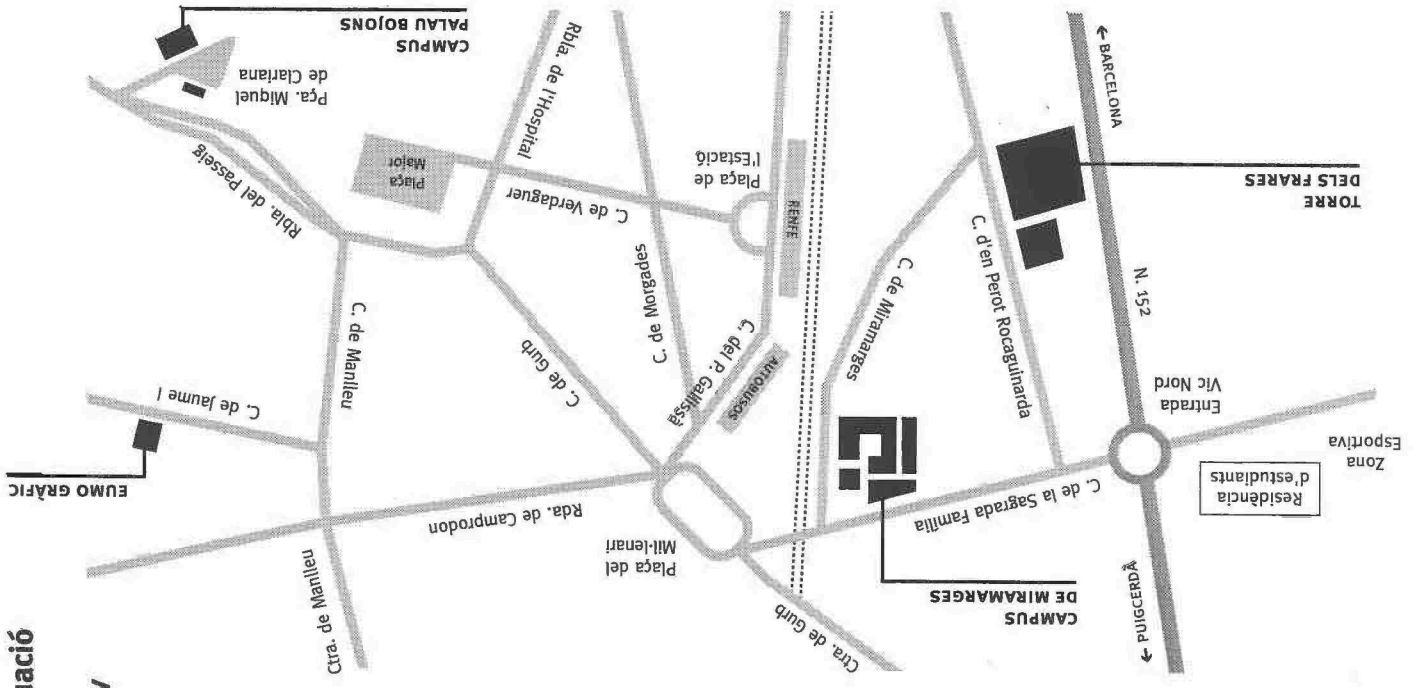 ← PUIGCERDÀ
CAMPUS
DE MIRAMARGES
Ctra. de Gurb
Ctra. de Manlleu
Residència
d'estudiants
Zona
Esportiva
C. de la Sagrada Família
Plaça del
Mil·lenari
Rda. de Camprodon
EUMO GRÀFIC
Entrada
Vic Nord
C. de Jaume I
N. 152
C. d'en Perot Rocaguinarda
C. de Miramarges
AUTOBUSOS
C. del P. Gallissà
C. de Morgades
C. de Gurb
C. de Manlleu
TORRE
DELS FRARES
RENFE
Plaça de
l'Estació
C. de Verdaguer
Plaça
Major
Rbla. del Passeig
← BARCELONA
Rbla. de l'Hospital
Pça. Miquel
de Clariana
CAMPUS
PALAU BOJONS